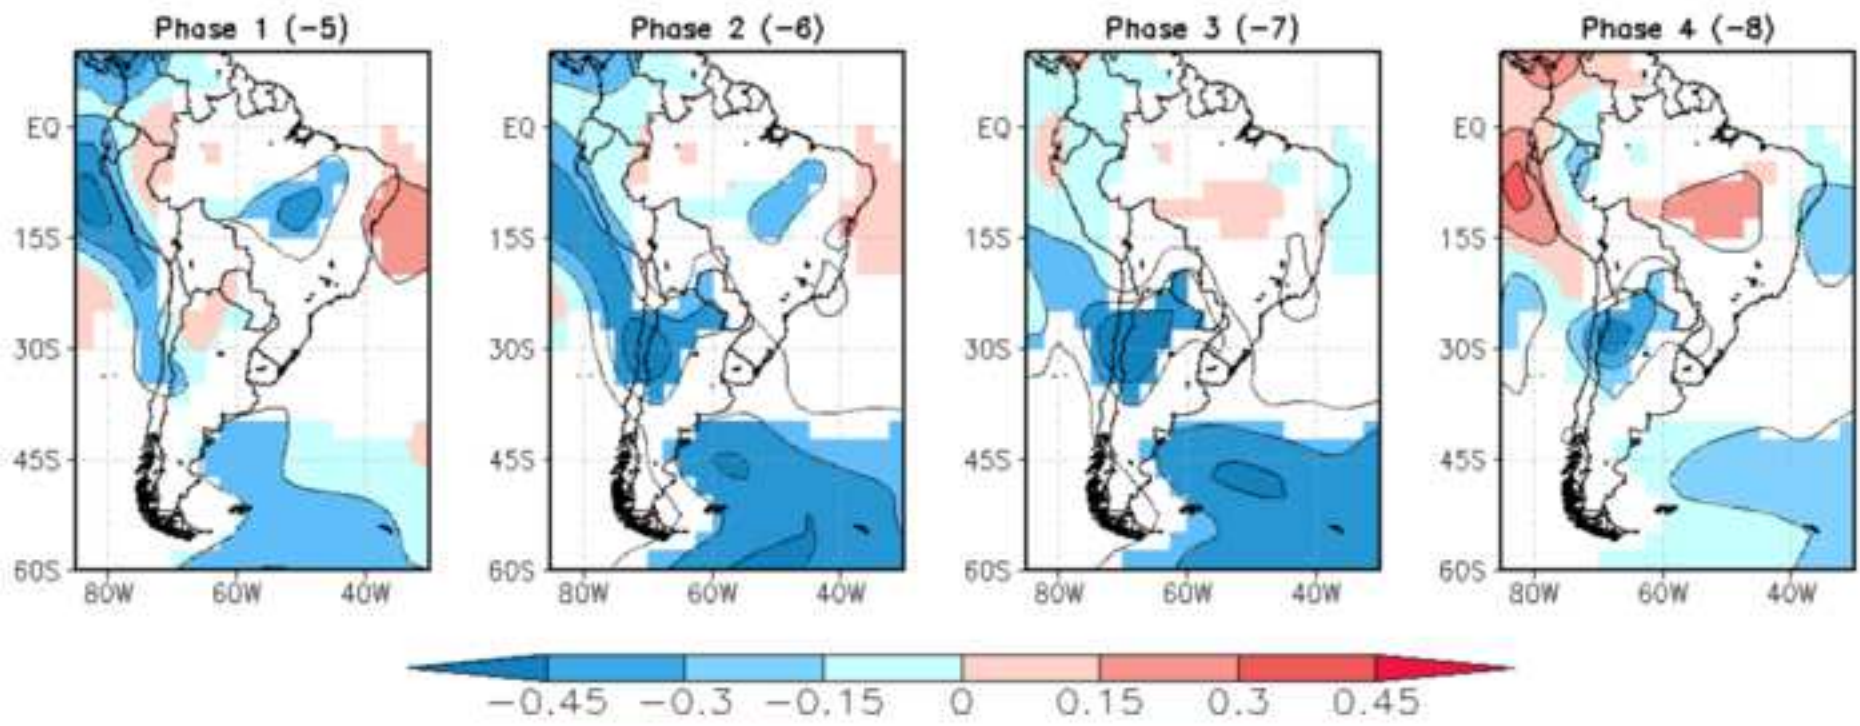 Phase 1 (-5) Phase 2 (-6) Phase 3 (-7) Phase 4 (-8)
EQ EQ EQ EQ
15S 15S 15S 15S
30S 30S 30S 30S
45S 45S 45S 45S
60S 60S 60S 60S
80W 60W 40W 80W 60W 40W 80W 60W 40W 80W 60W 40W
-0.45 -0.3 -0.15 0 0.15 0.3 0.45